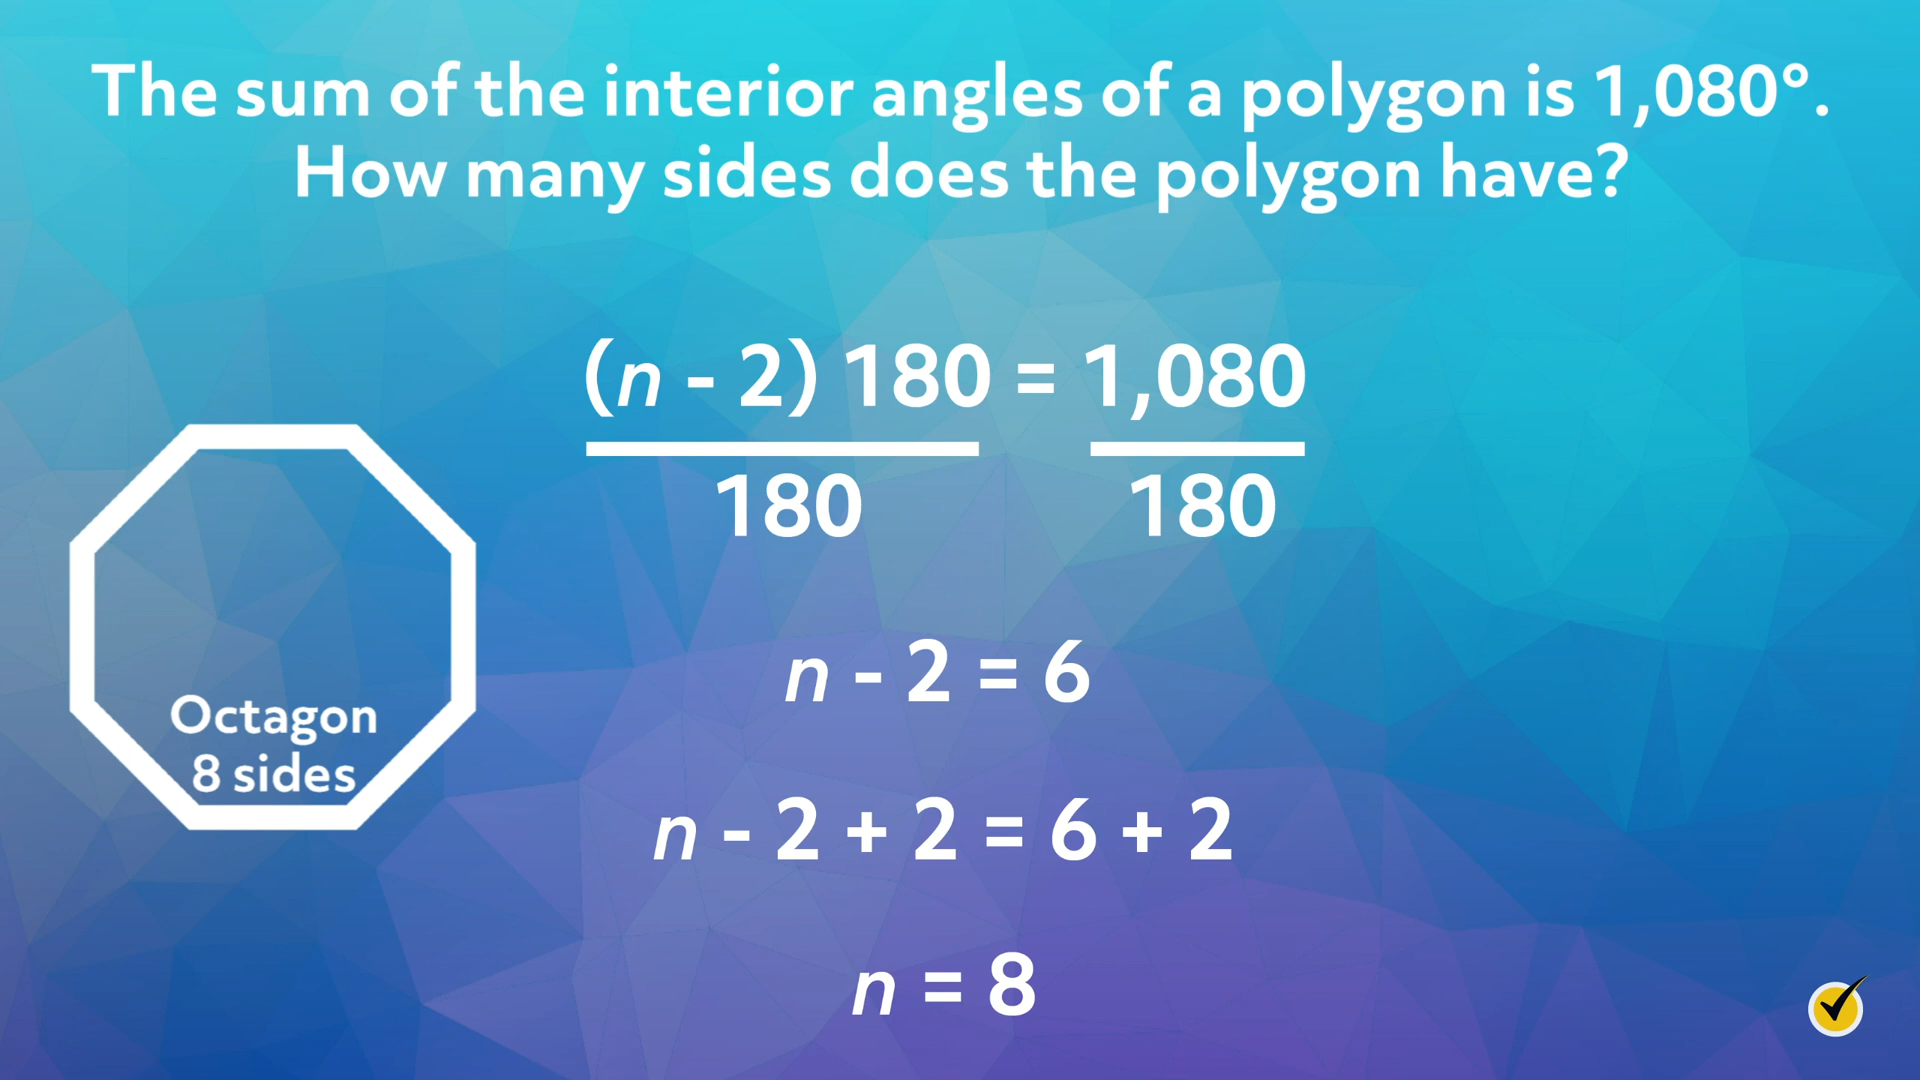 The sum of the interior angles of a polygon is 1,080°.
How many sides does the polygon have?
(n - 2) 180 = 1,080
180 180
Octagon
8 sides
n - 2 = 6
n - 2 + 2 = 6 + 2
n = 8